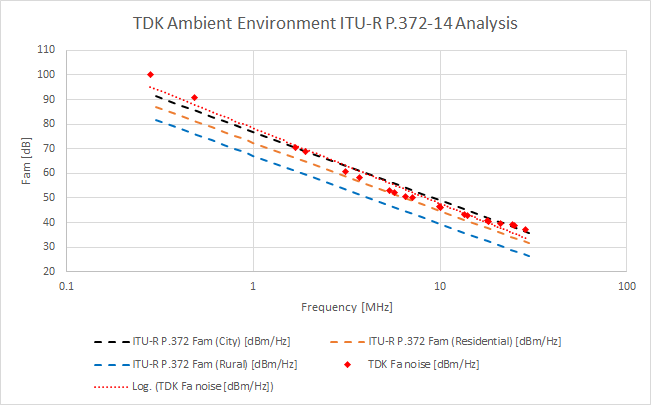 TDK Ambient Environment ITU-R P.372-14 Analysis
110
100
90
80
70
60
50
40
30
20
Fam [dB]
0.1 1 10 100
Frequency [MHz]
ITU-R P.372 Fam (City) [dBm/Hz] ITU-R P.372 Fam (Residential) [dBm/Hz]
ITU-R P.372 Fam (Rural) [dBm/Hz] TDK Fa noise [dBm/Hz]
Log. (TDK Fa noise [dBm/Hz])